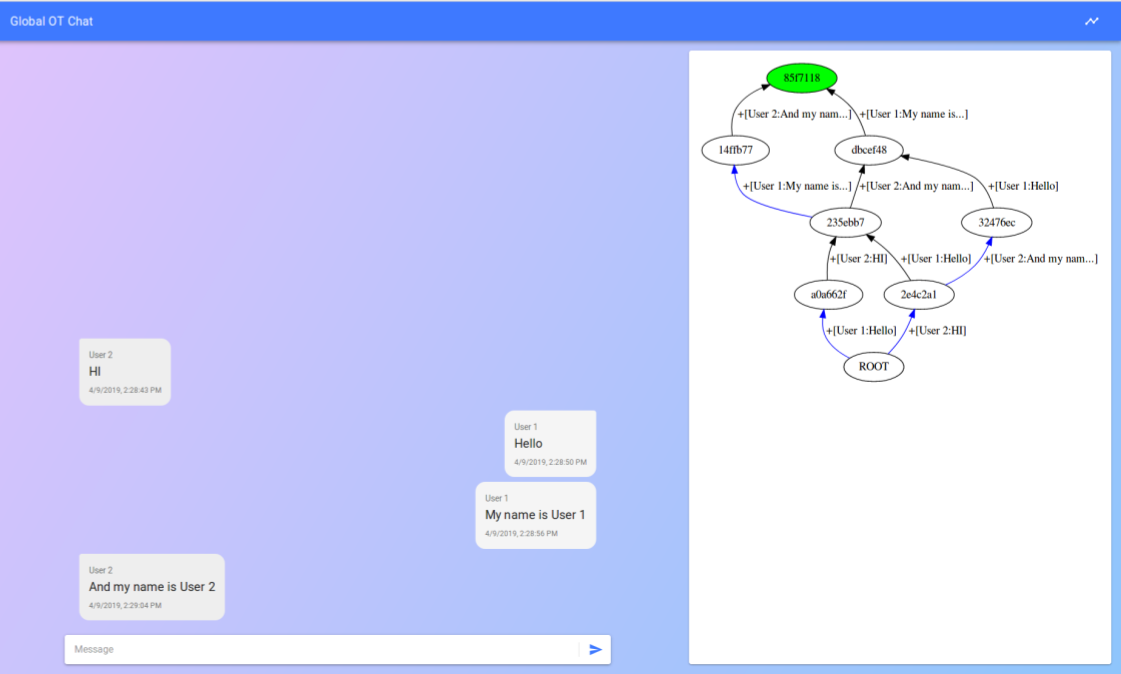 Global OT Chat
User 2
HI
4/9/2019, 2:28:43 PM
User 1
Hello
4/9/2019, 2:28:50 PM
User 1
My name is User 1
4/9/2019, 2:28:56 PM
User 2
And my name is User 2
4/9/2019, 2:29:04 PM
Message
85f7118
+[User 2:And my nam...]
+[User 1:My name is...]
14ffb77
dbcef48
+[User 1:My name is...]
+[User 2:And my nam...]
+[User 1:Hello]
235ebb7
32476ec
+[User 2:HI]
+[User 1:Hello]
+[User 2:And my nam...]
a0a662f
2e4c2a1
+[User 1:Hello]
+[User 2:HI]
ROOT